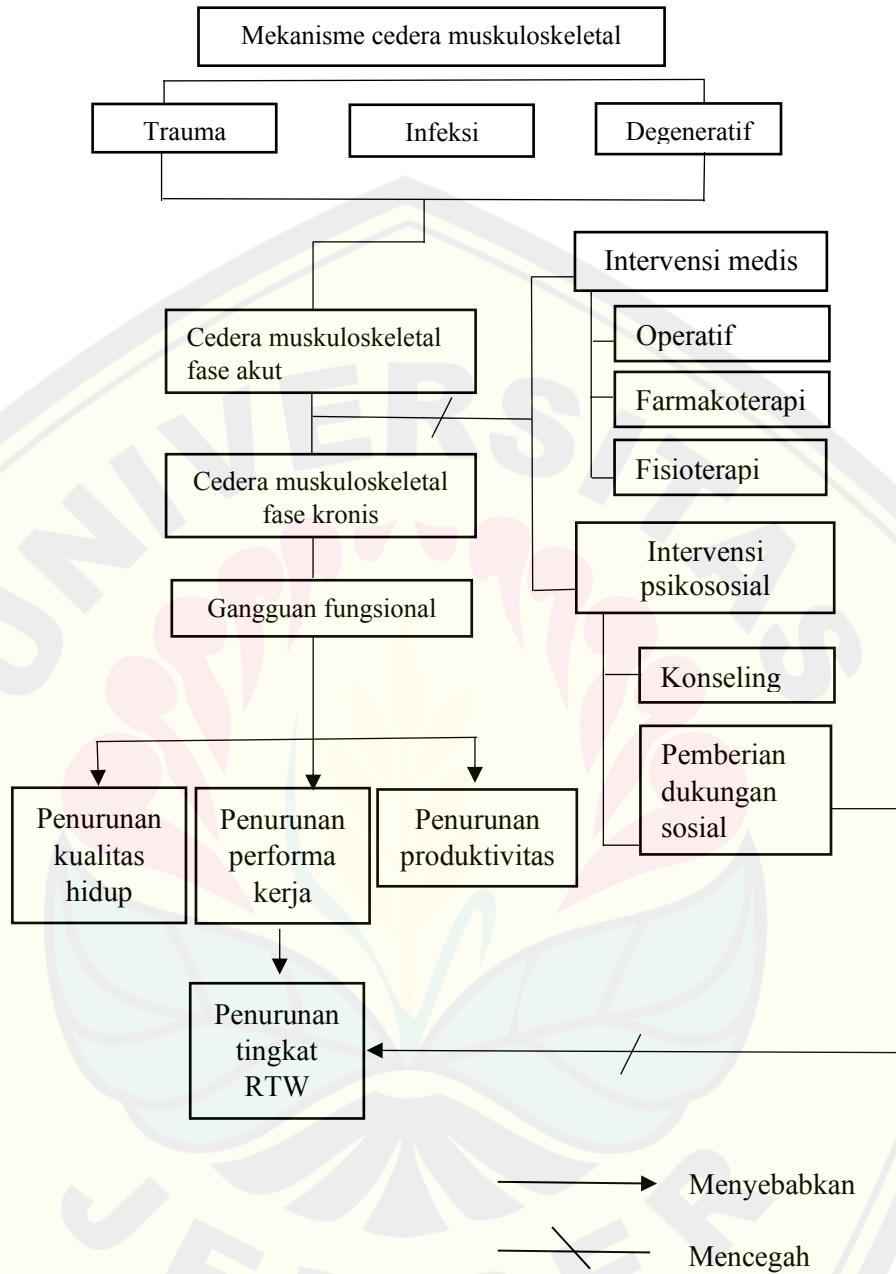 Mekanisme cedera muskuloskeletal
Trauma
Infeksi
Degeneratif
Intervensi medis
Operatif
Farmakoterapi
Fisioterapi
Cedera muskuloskeletal
fase akut
Cedera muskuloskeletal
fase kronis
Gangguan fungsional
Intervensi
psikososial
Konseling
Pemberian
dukungan
sosial
Penurunan
kualitas
hidup
Penurunan
performa
kerja
Penurunan
produktivitas
Penurunan
tingkat
RTW
Menyebabkan
Mencegah
UNIVERSITAS
JEMBER